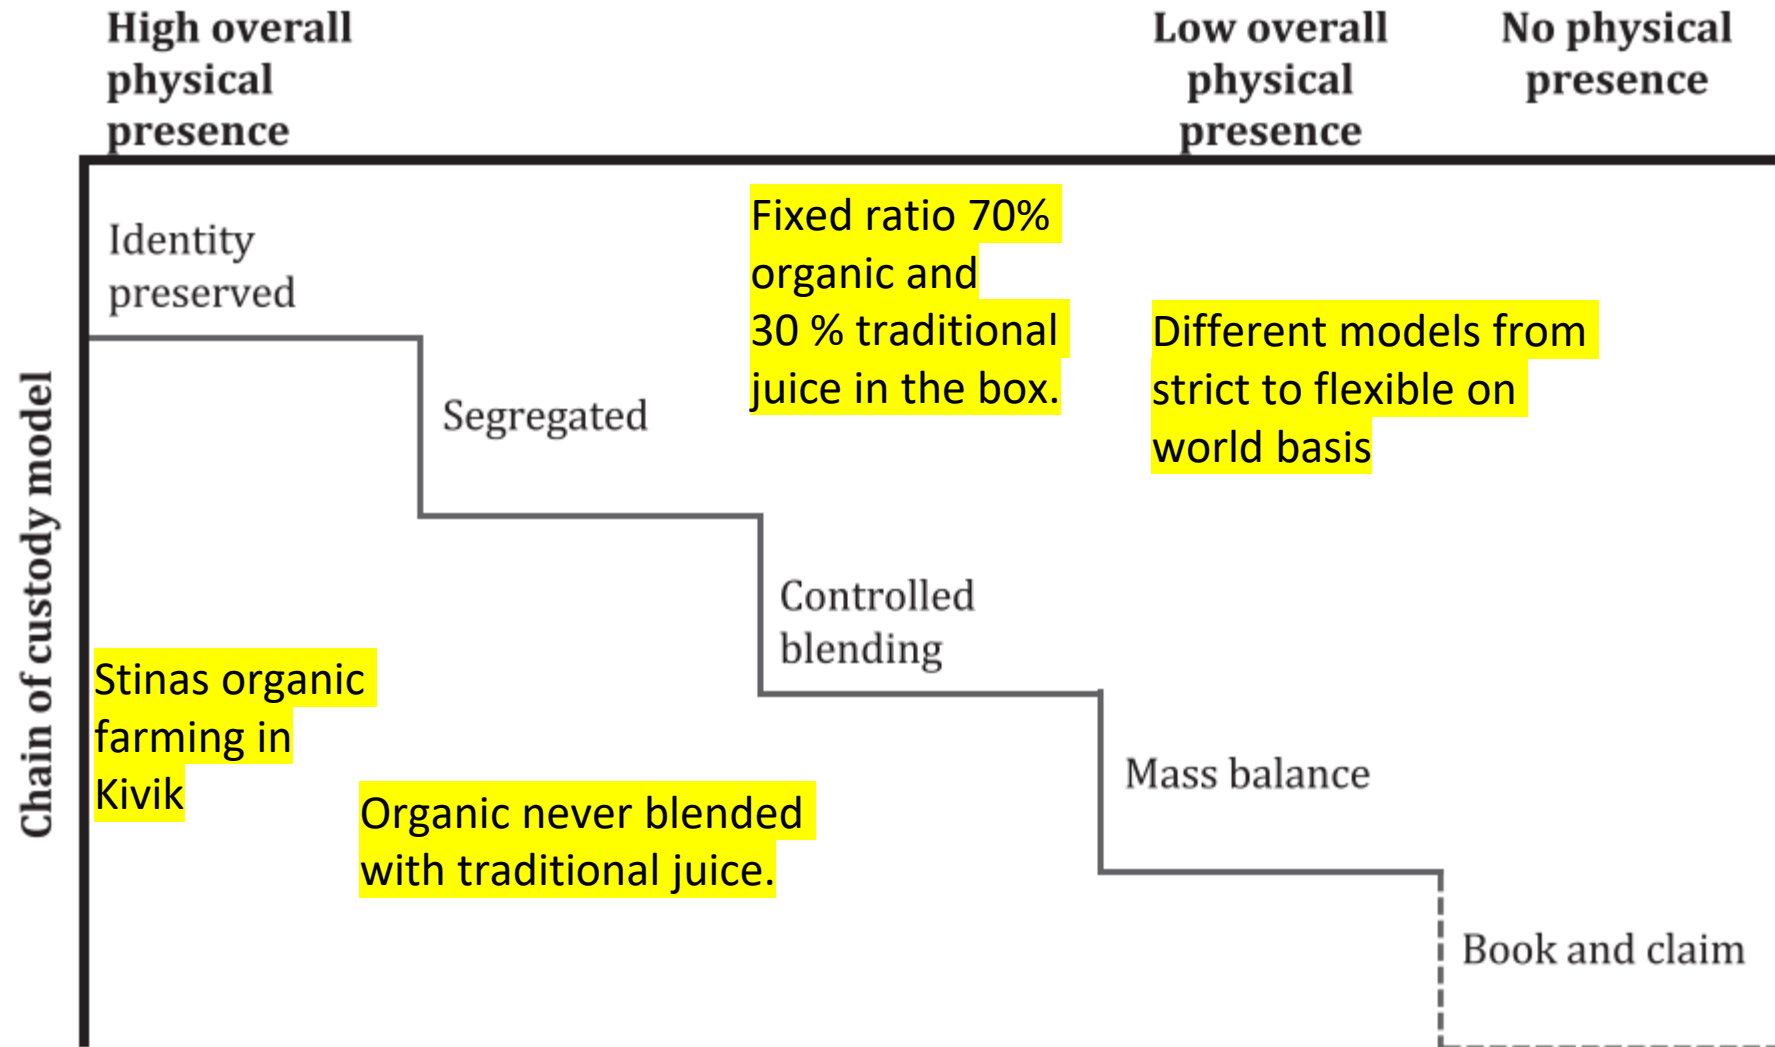 High overall
physical
presence
Low overall
physical
presence
No physical
presence
Chain of custody model
Identity
preserved
Fixed ratio 70%
organic and
30 % traditional
juice in the box.
Different models from
strict to flexible on
world basis
Segregated
Controlled
blending
Stinas organic
farming in
Kivik
Organic never blended
with traditional juice.
Mass balance
Book and claim